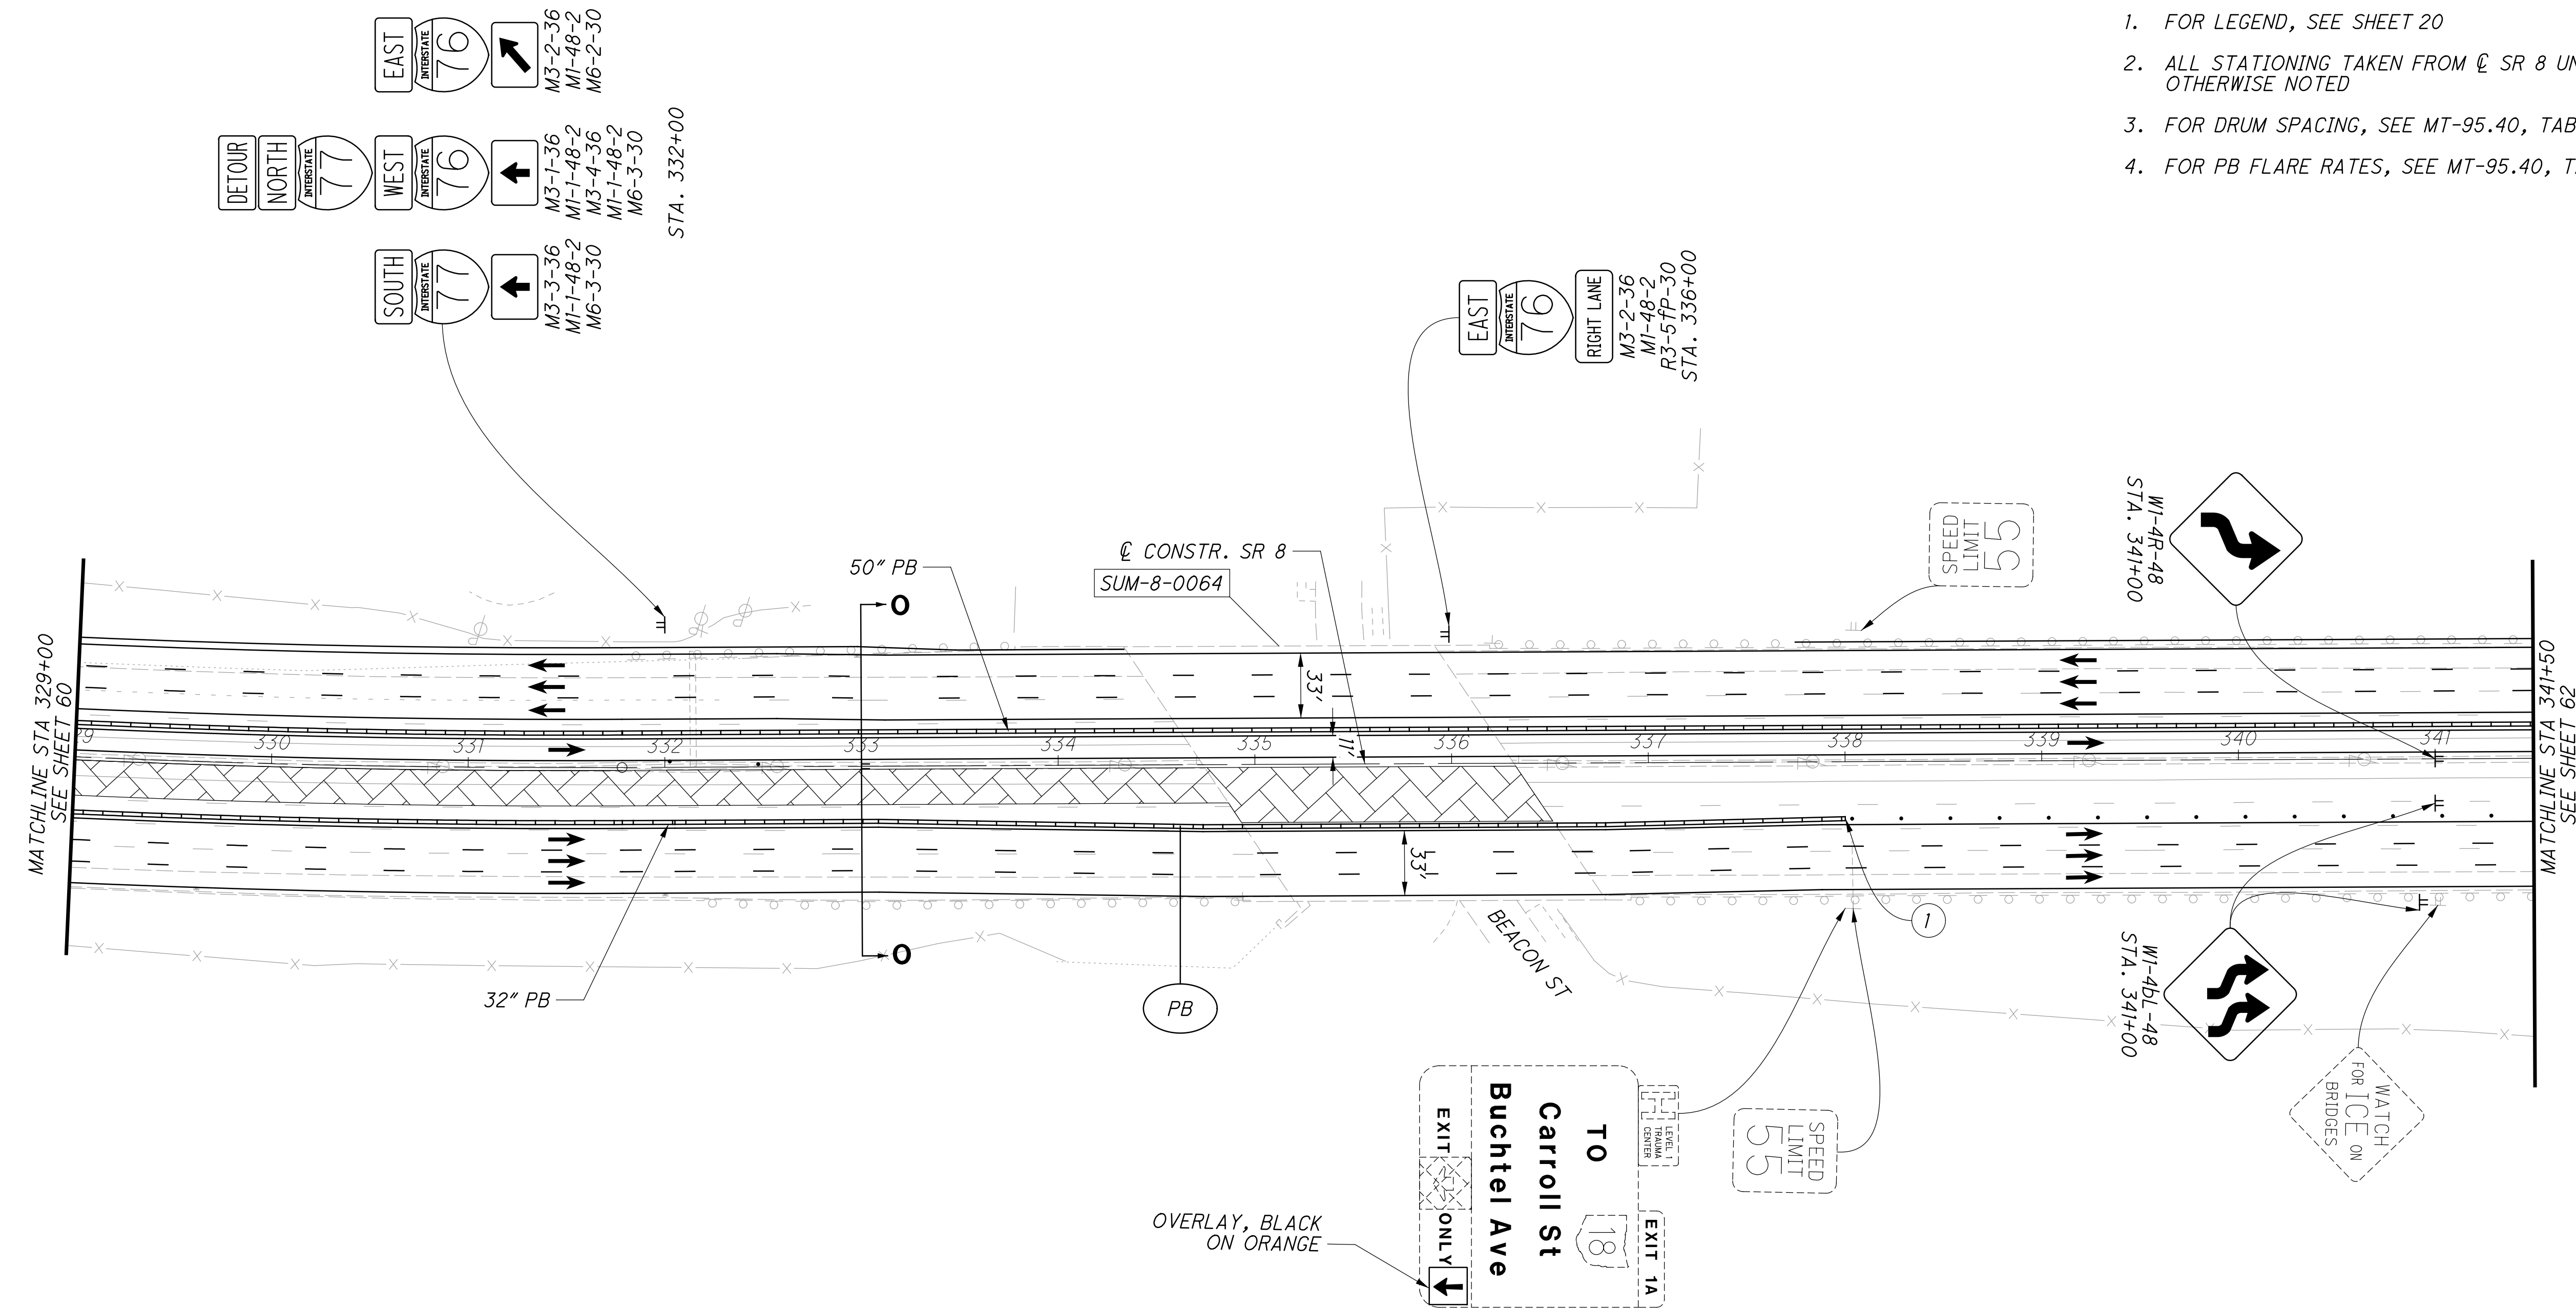 1. FOR LEGEND, SEE SHEET 20
2. ALL STATIONING TAKEN FROM ℄ SR 8
OTHERWISE NOTED
3. FOR DRUM SPACING, SEE MT-95.40,
4. FOR PB FLARE RATES, SEE MT-95.40,
EAST
INTERSTATE
76
M3-2-36
M1-48-2
M6-2-30
DETOUR
NORTH
INTERSTATE
77
WEST
INTERSTATE
76
M3-1-36
M1-1-48-2
M3-4-36
M1-1-48-2
M6-3-30
STA. 332+00
SOUTH
INTERSTATE
77
M3-3-36
M1-1-48-2
M6-3-30
EAST
INTERSTATE
76
RIGHT LANE
M3-2-36
M1-48-2
R3-5fP-30
STA. 336+00
SPEED
LIMIT
55
W1-4R-48
STA. 341+00
50" PB
O
℄ CONSTR. SR 8
SUM-8-0064
MATCHLINE STA 329+00
SEE SHEET 60
MATCHLINE STA 341+50
SEE SHEET 62
33'
11'
29
330
331
332
333
334
335
336
337
338
339
340
341
33'
32" PB
O
PB
BEACON ST
1
W1-4bL-48
STA. 341+00
WATCH
FOR ICE ON
BRIDGES
SPEED
LIMIT
55
H
LEVEL 1
TRAUMA
CENTER
EXIT 1A
TO 18
Carroll St
Buchtel Ave
EXIT ONLY
OVERLAY, BLACK
ON ORANGE